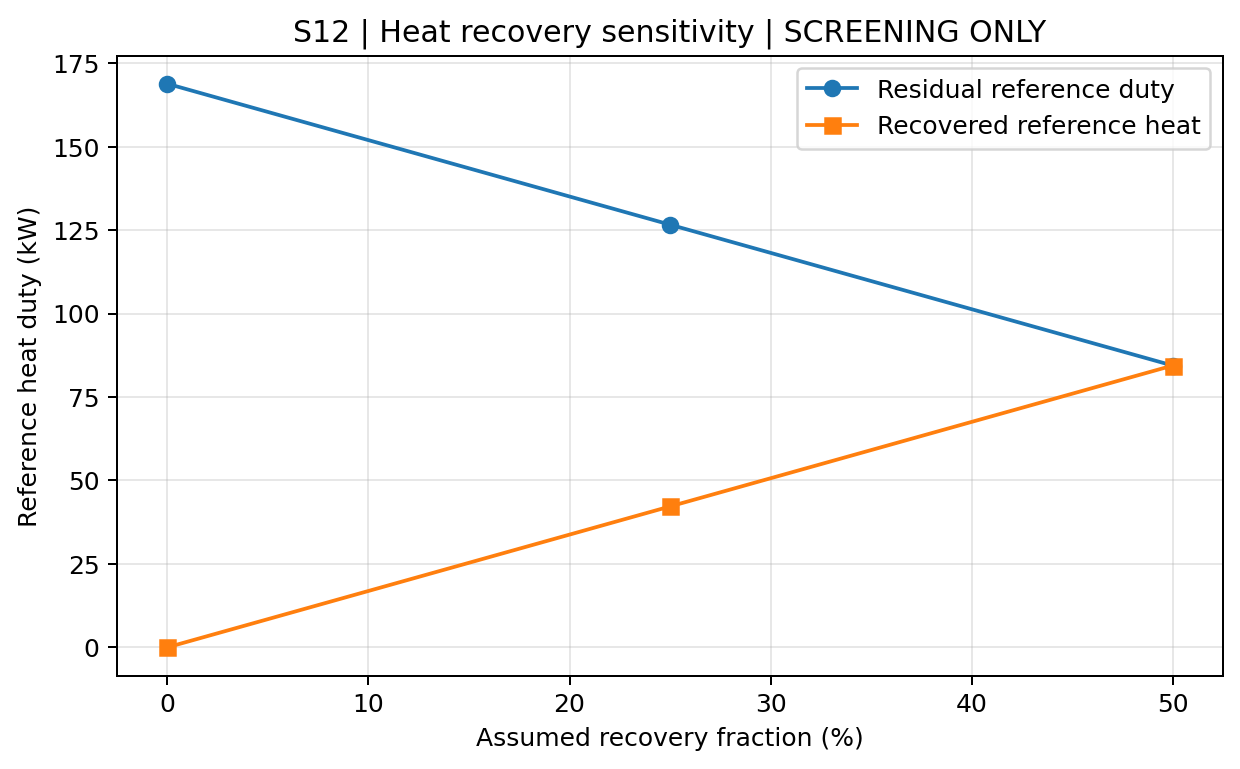 S12 | Heat recovery sensitivity | SCREENING ONLY
Residual reference duty
Recovered reference heat
Reference heat duty (kW)
175
150
125
100
75
50
25
0
0 10 20 30 40 50
Assumed recovery fraction (%)